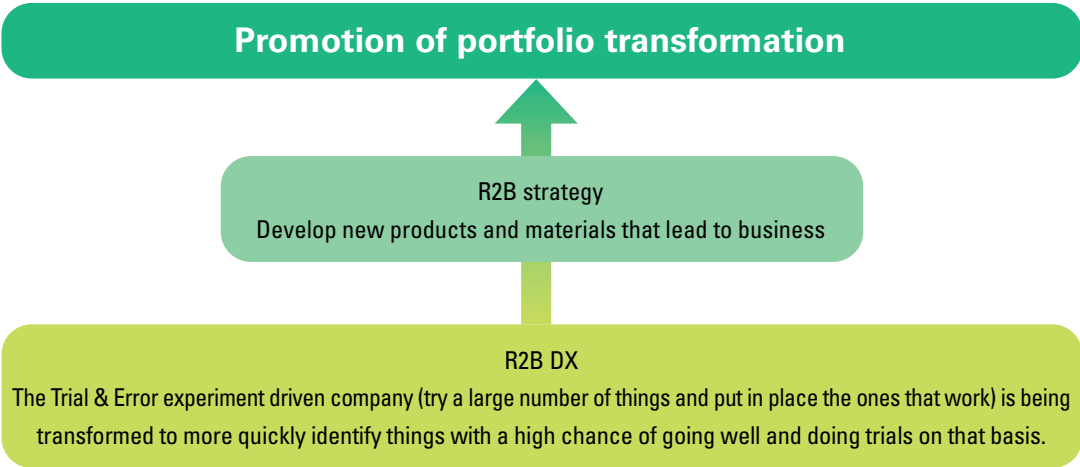 Promotion of portfolio transformation
R2B strategy
Develop new products and materials that lead to business
R2B DX
The Trial & Error experiment driven company (try a large number of things and put in place the ones that work) is being
transformed to more quickly identify things with a high chance of going well and doing trials on that basis.